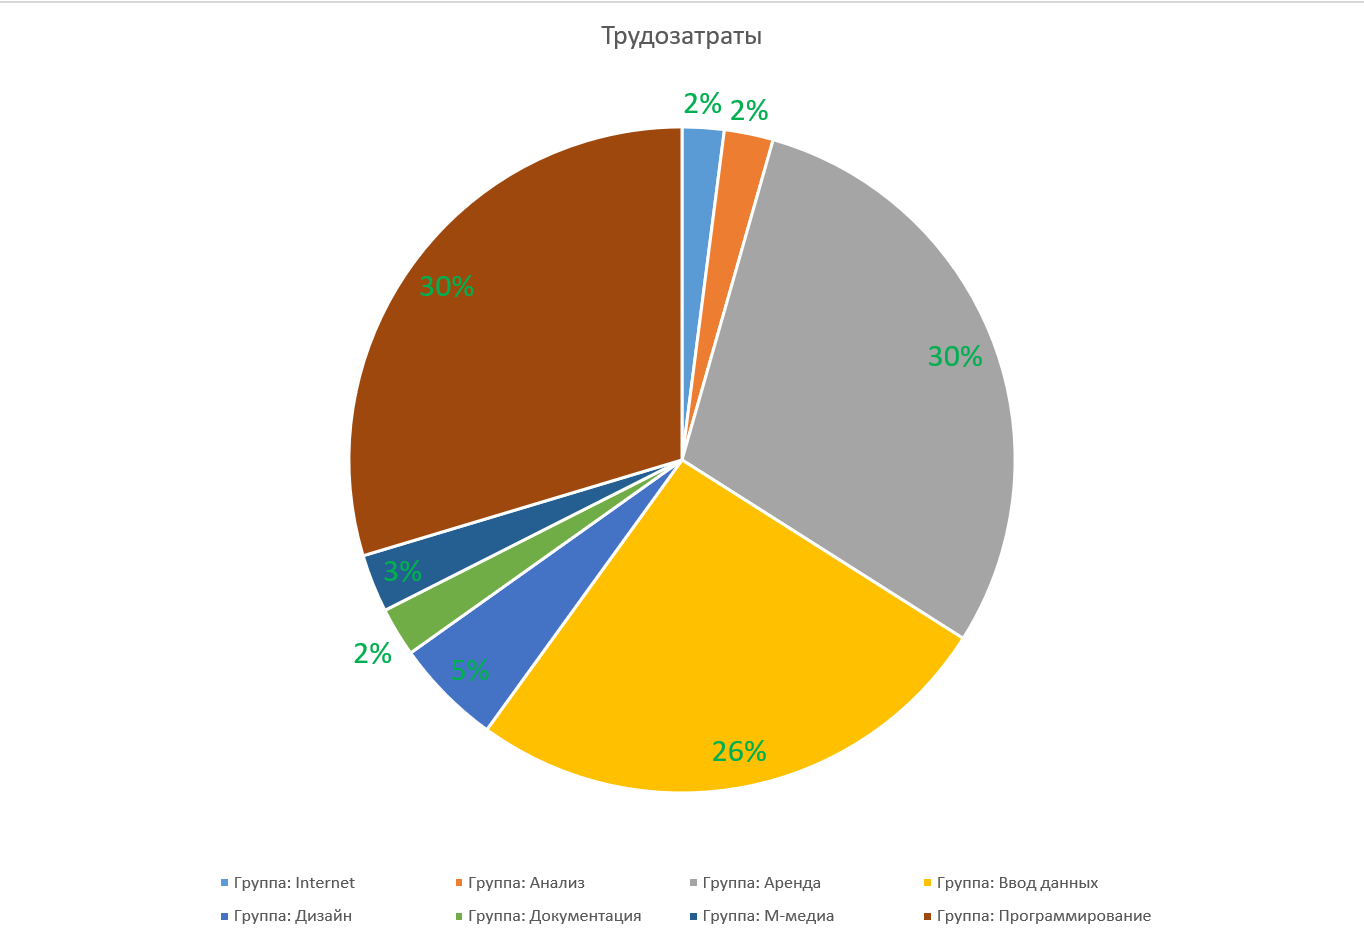 Трудозатраты
2%
2%
30%
30%
3%
2%
5%
26%
Группа: Internet
Группа: Анализ
Группа: Аренда
Группа: Ввод данных
Группа: Дизайн
Группа: Документация
Группа: М-медиа
Группа: Программирование